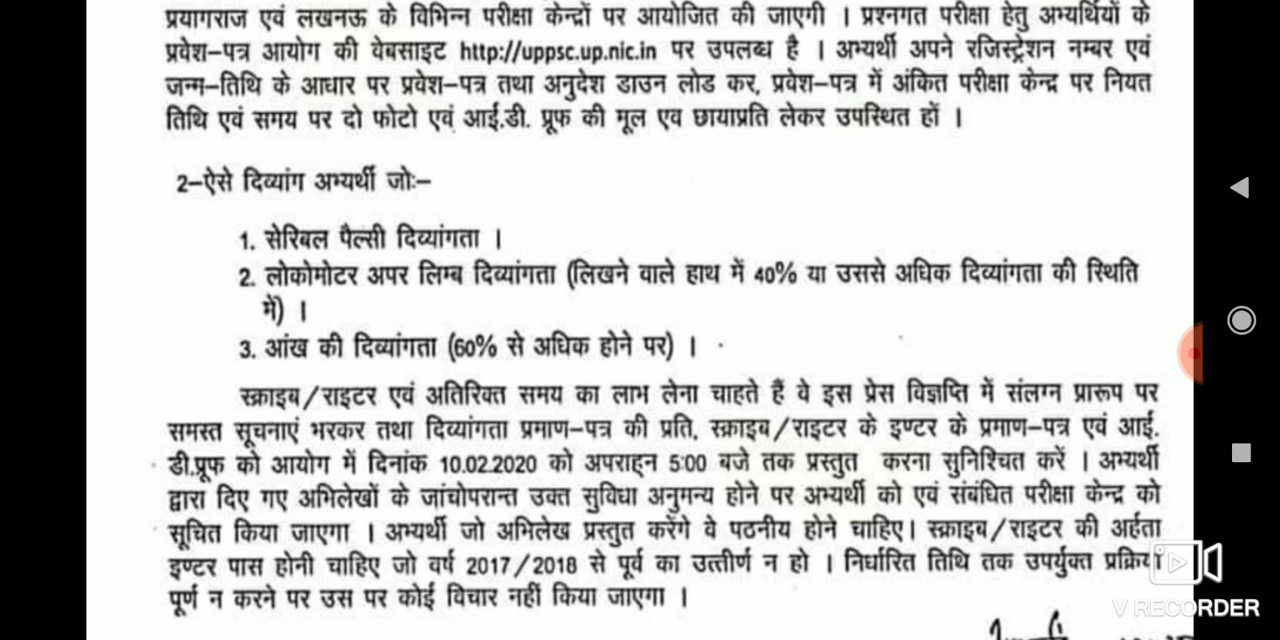 प्रयागराज एवं लखनऊ के विभिन्न परीक्षा केन्द्रों पर आयोजित की जाएगी । प्रश्नगत परीक्षा हेतु अभ्यर्थियों के
प्रवेश–पत्र आयोग की वेबसाइट http://uppsc.up.nic.in पर उपलब्ध है । अभ्यर्थी अपने रजिस्ट्रेशन नम्बर एवं
जन्म–तिथि के आधार पर प्रवेश–पत्र तथा अनुदेश डाउन लोड कर, प्रवेश–पत्र में अंकित परीक्षा केन्द्र पर नियत
तिथि एवं समय पर दो फोटो एवं आई.डी. प्रूफ की मूल एव छायाप्रति लेकर उपस्थित हों ।
2–ऐसे दिव्यांग अभ्यर्थी जोः–
1. सेरिबल पैल्सी दिव्यांगता ।
2. लोकोमोटर अपर लिम्ब दिव्यांगता (लिखने वाले हाथ में 40% या उससे अधिक दिव्यांगता की स्थिति
में) ।
3. आंख की दिव्यांगता (60% से अधिक होने पर) ।
स्क्राइब/राइटर एवं अतिरिक्त समय का लाभ लेना चाहते हैं वे इस प्रेस विज्ञप्ति में संलग्न प्रारूप पर
समस्त सूचनाएं भरकर तथा दिव्यांगता प्रमाण–पत्र की प्रति, स्क्राइब/राइटर के इण्टर के प्रमाण–पत्र एवं आई.
डी.प्रूफ को आयोग में दिनांक 10.02.2020 को अपराह्न 5:00 बजे तक प्रस्तुत करना सुनिश्चित करें । अभ्यर्थी
द्वारा दिए गए अभिलेखों के जांचोपरान्त उक्त सुविधा अनुमन्य होने पर अभ्यर्थी को एवं संबंधित परीक्षा केन्द्र को
सूचित किया जाएगा । अभ्यर्थी जो अभिलेख प्रस्तुत करेंगे वे पठनीय होने चाहिए। स्क्राइब/राइटर की अर्हता
इण्टर पास होनी चाहिए जो वर्ष 2017/2018 से पूर्व का उत्तीर्ण न हो । निर्धारित तिथि तक उपर्युक्त प्रक्रिया
पूर्ण न करने पर उस पर कोई विचार नहीं किया जाएगा ।
V RECORDER